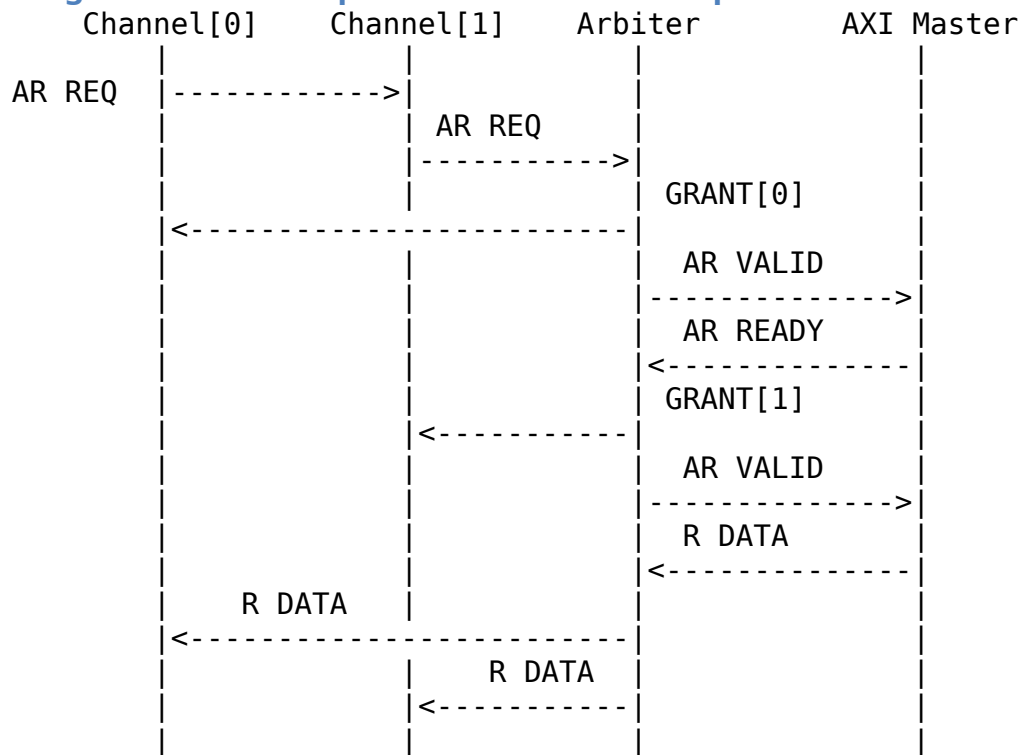 Channel[0] Channel[1] Arbiter AXI Master
AR REQ
AR REQ
GRANT[0]
AR VALID
AR READY
GRANT[1]
AR VALID
R DATA
R DATA
R DATA